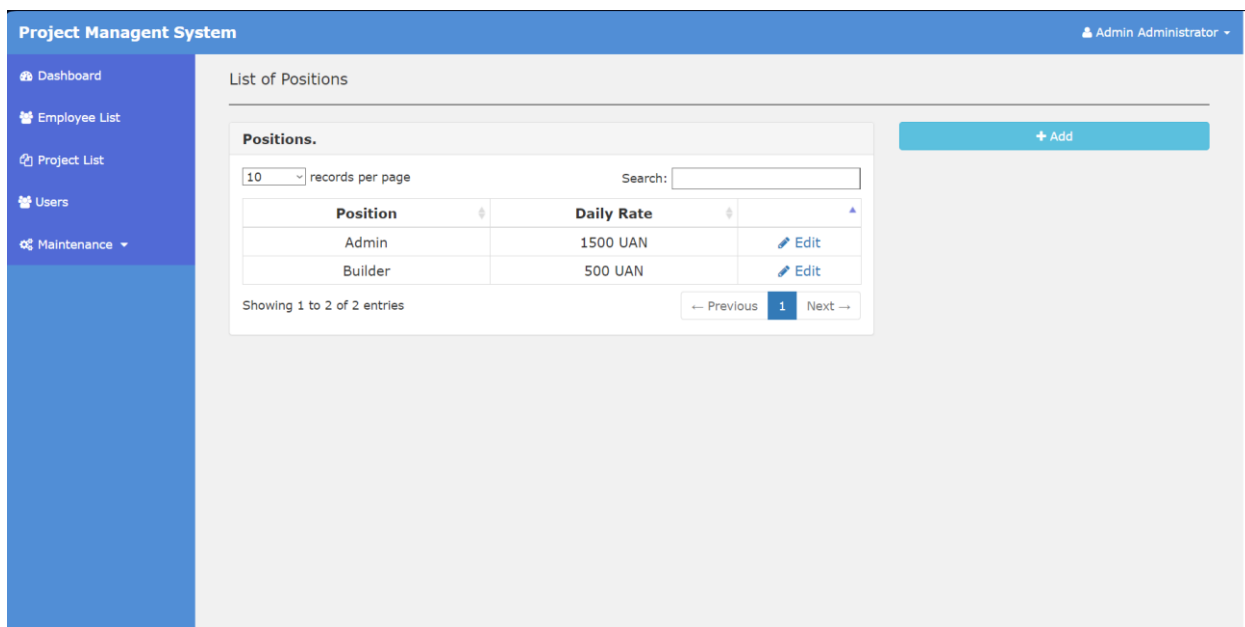 Project Managent System
Admin Administrator
Dashboard
Employee List
Project List
Users
Maintenance
List of Positions
Positions.
+ Add
10 records per page
Search:
Position Daily Rate
Admin 1500 UAN Edit
Builder 500 UAN Edit
Showing 1 to 2 of 2 entries
← Previous 1 Next →